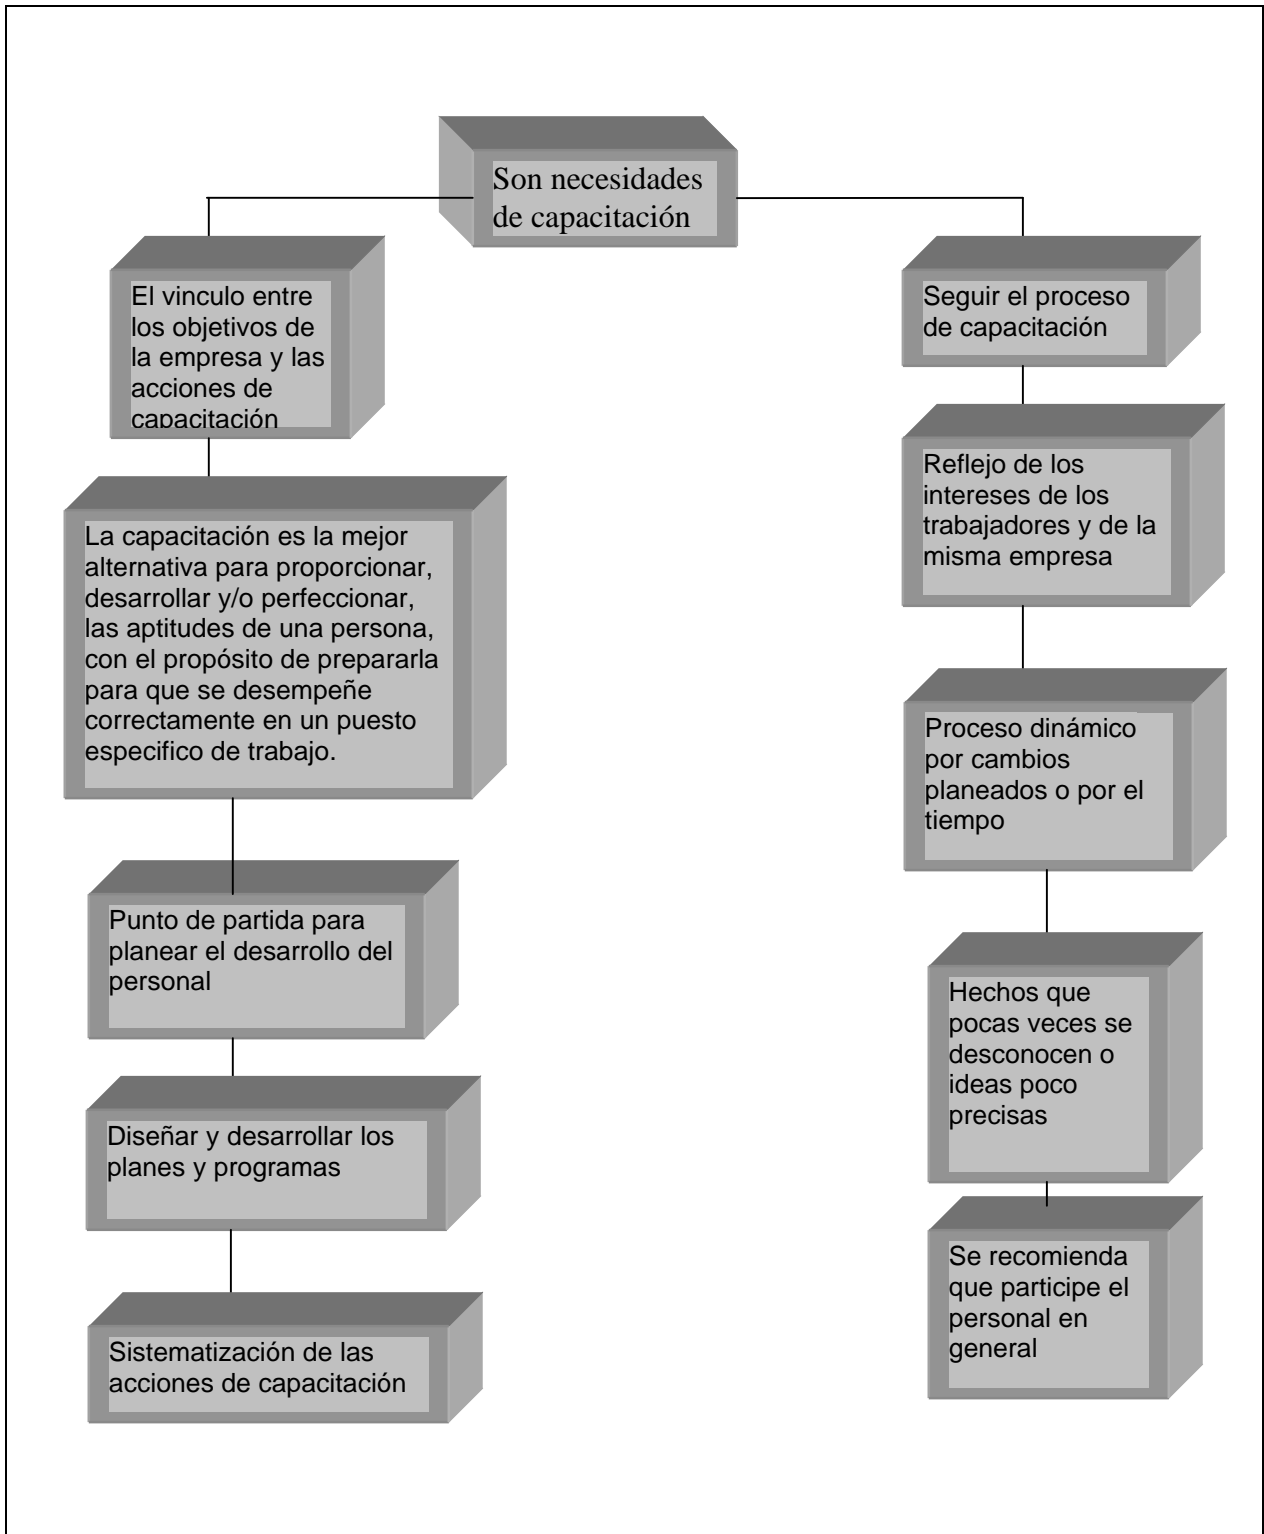 Son necesidades
de capacitación
El vinculo entre
los objetivos de
la empresa y las
acciones de
capacitación
La capacitación es la mejor
alternativa para proporcionar,
desarrollar y/o perfeccionar,
las aptitudes de una persona,
con el propósito de prepararla
para que se desempeñe
correctamente en un puesto
especifico de trabajo.
Punto de partida para
planear el desarrollo del
personal
Diseñar y desarrollar los
planes y programas
Sistematización de las
acciones de capacitación
Seguir el proceso
de capacitación
Reflejo de los
intereses de los
trabajadores y de la
misma empresa
Proceso dinámico
por cambios
planeados o por el
tiempo
Hechos que
pocas veces se
desconocen o
ideas poco
precisas
Se recomienda
que participe el
personal en
general